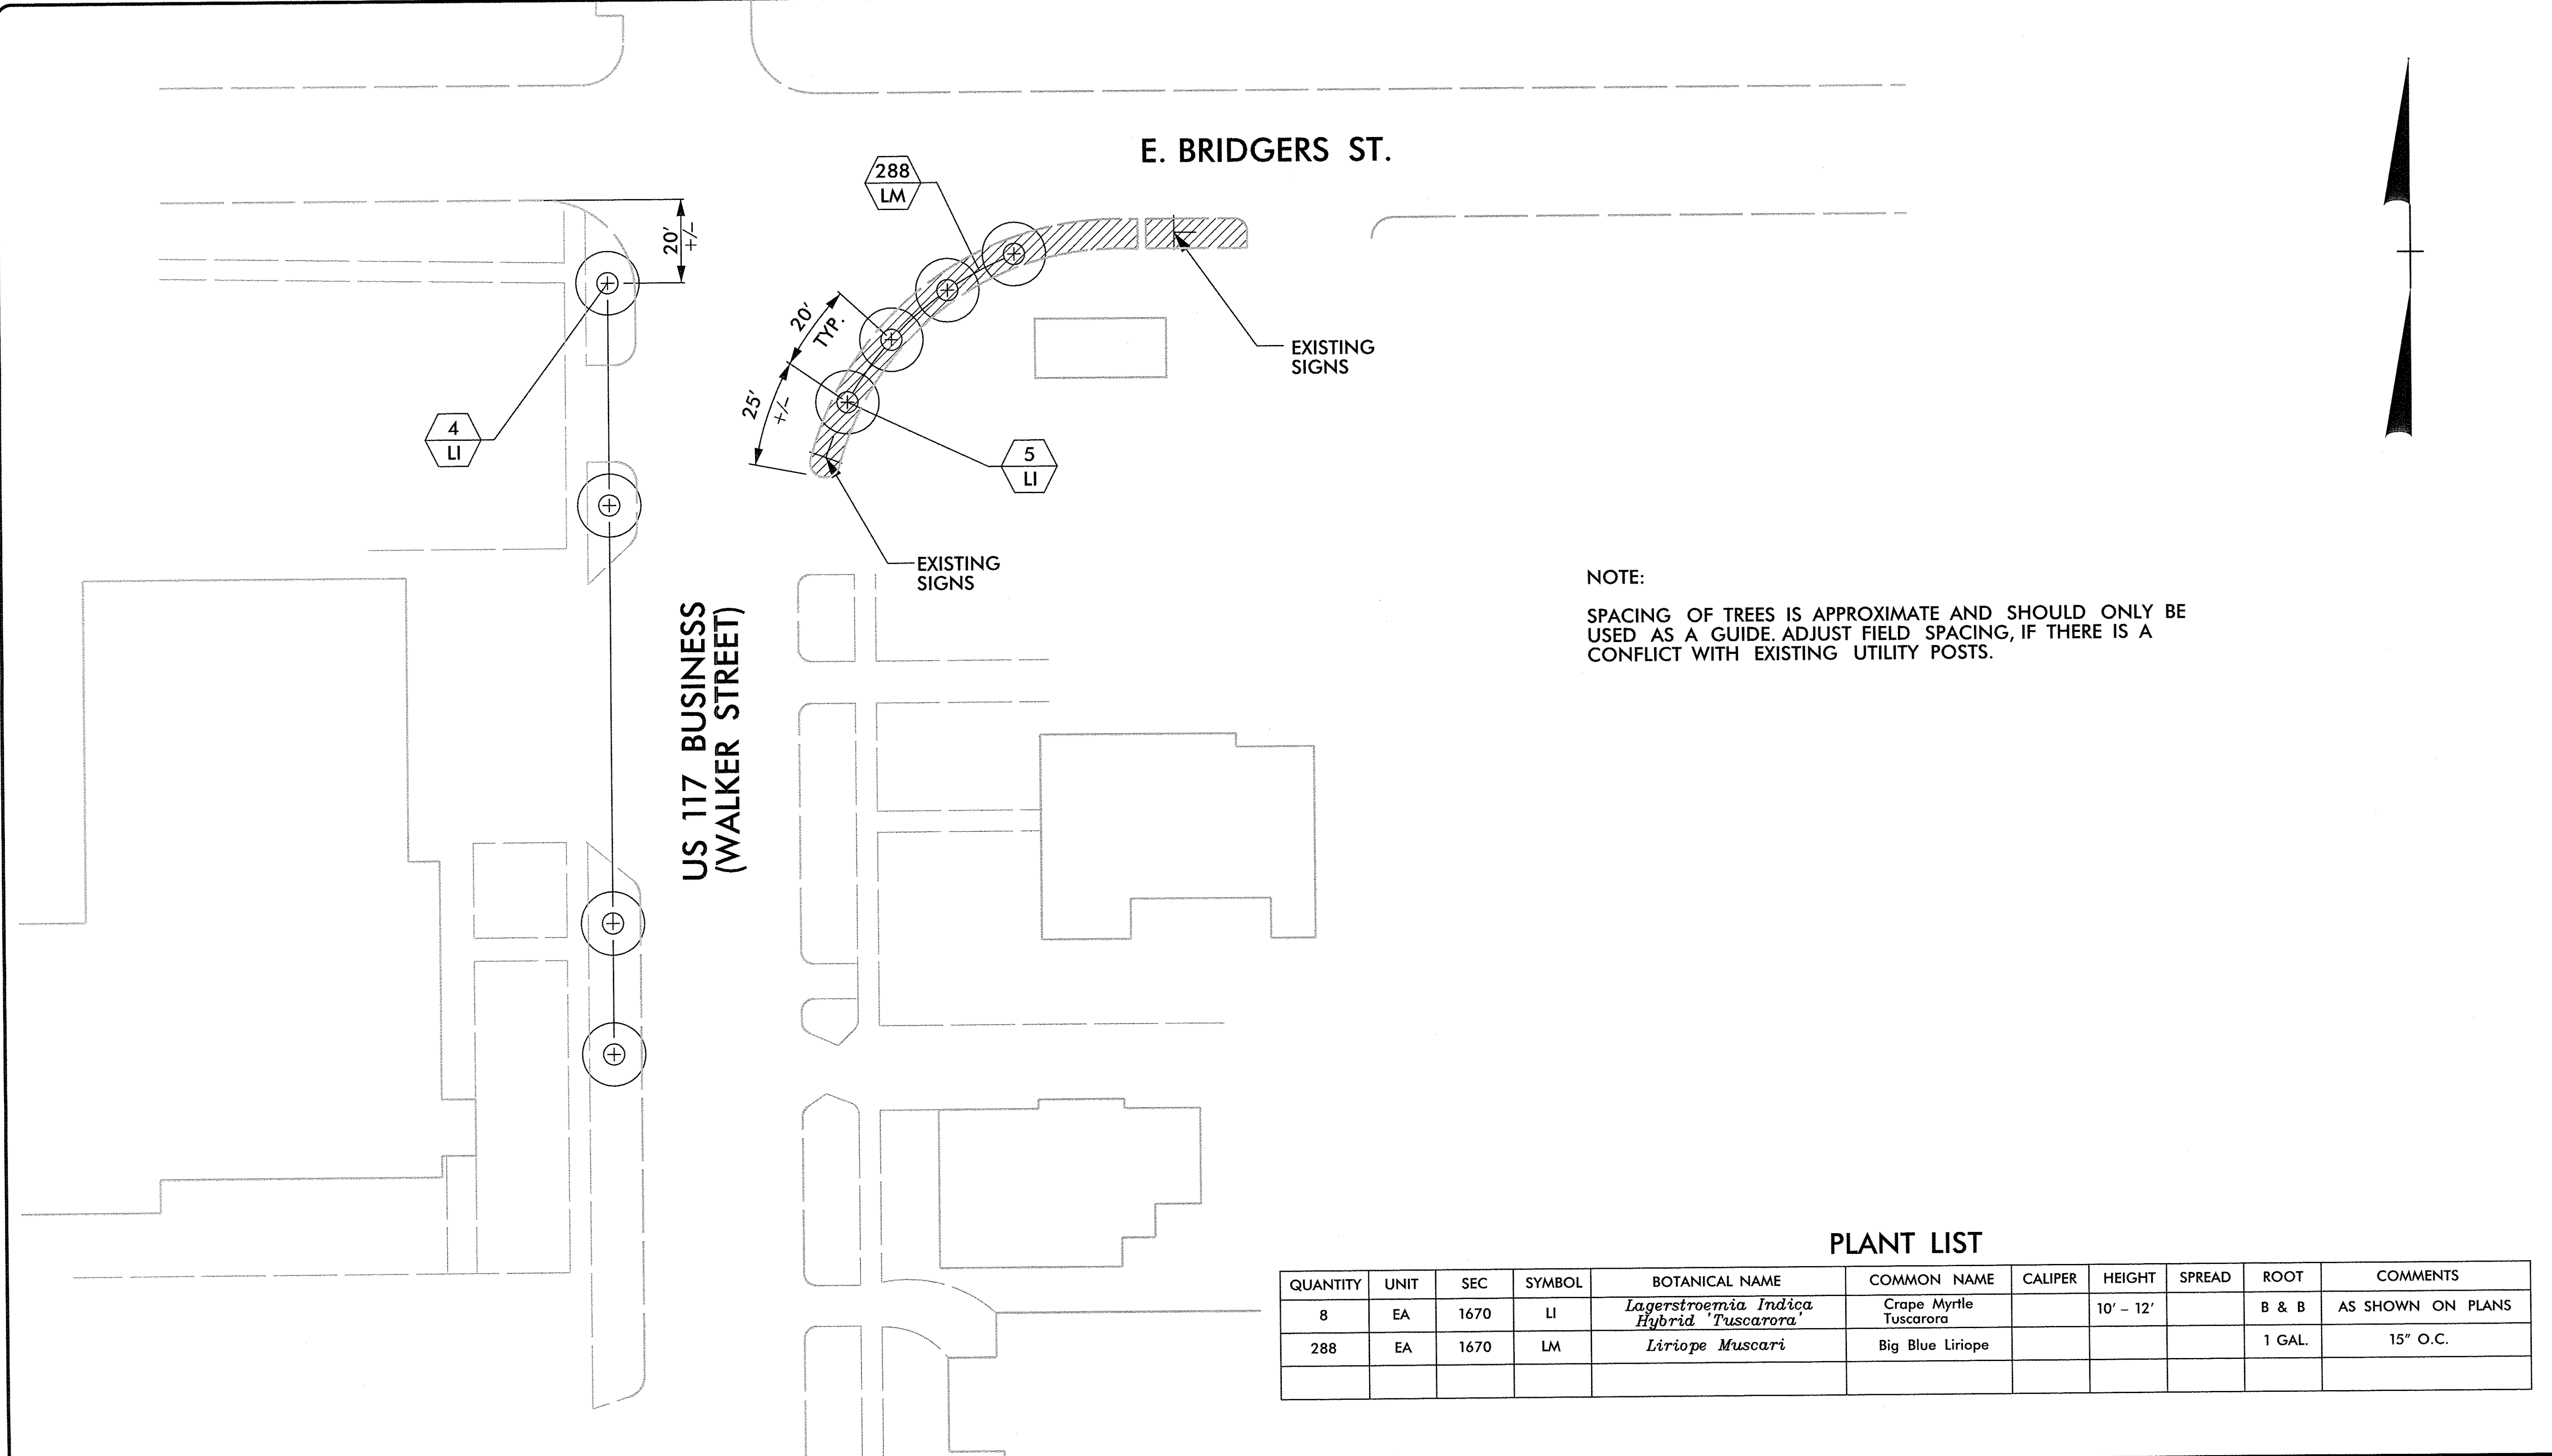 E. BRIDGERS ST.
288
LM
20'
+/-
20'
TYP.
25'
+/-
EXISTING
SIGNS
4
LI
5
LI
EXISTING
SIGNS
NOTE:
SPACING OF TREES IS APPROXIMATE AND SHOULD ONLY BE
USED AS A GUIDE. ADJUST FIELD SPACING, IF THERE IS A
CONFLICT WITH EXISTING UTILITY POSTS.
US 117 BUSINESS
(WALKER STREET)
PLANT LIST
QUANTITY UNIT SEC SYMBOL BOTANICAL NAME COMMON NAME CALIPER HEIGHT SPREAD ROOT COMMENTS
8 EA 1670 LI Lagerstroemia Indica Crape Myrtle 10' – 12' B & B AS SHOWN ON PLANS
Hybrid 'Tuscarora' Tuscarora
288 EA 1670 LM Liriope Muscari Big Blue Liriope 1 GAL. 15" O.C.